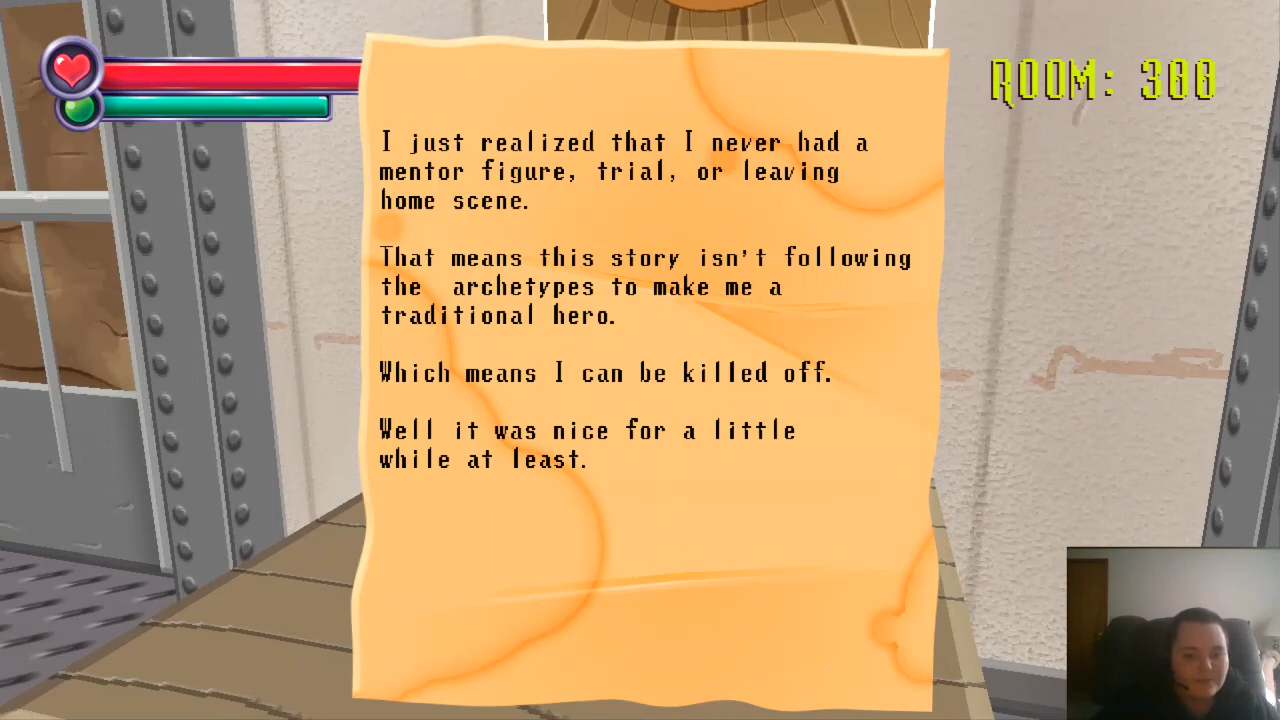 ROOM: 300
I just realized that I never had a
mentor figure, trial, or leaving
home scene.
That means this story isn't following
the  archetypes to make me a
traditional hero.
Which means I can be killed off.
Well it was nice for a little
while at least.